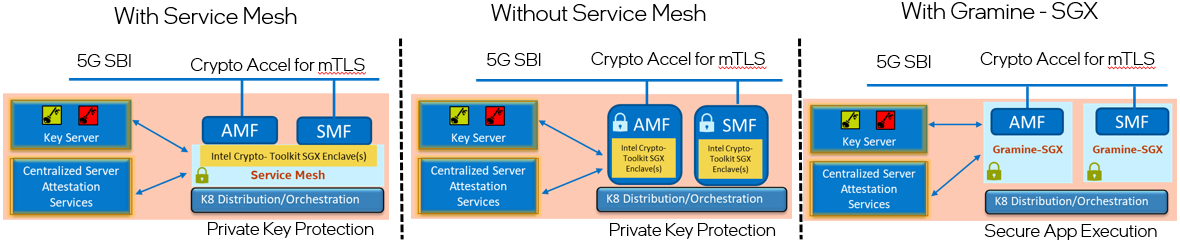 With Service Mesh
5G SBI
Crypto Accel for mTLS
Key Server
AMF
SMF
Intel Crypto- Toolkit SGX Enclave(s)
Service Mesh
Centralized Server
Attestation
Services
K8 Distribution/Orchestration
Private Key Protection
Without Service Mesh
5G SBI
Crypto Accel for mTLS
Key Server
AMF
SMF
Intel Crypto-
Toolkit SGX
Enclave(s)
Intel Crypto-
Toolkit SGX
Enclave(s)
Centralized Server
Attestation
Services
K8 Distribution/Orchestration
Private Key Protection
With Gramine - SGX
5G SBI
Crypto Accel for mTLS
Key Server
AMF
SMF
Gramine-SGX
Gramine-SGX
Centralized Server
Attestation
Services
K8 Distribution/Orchestration
Secure App Execution